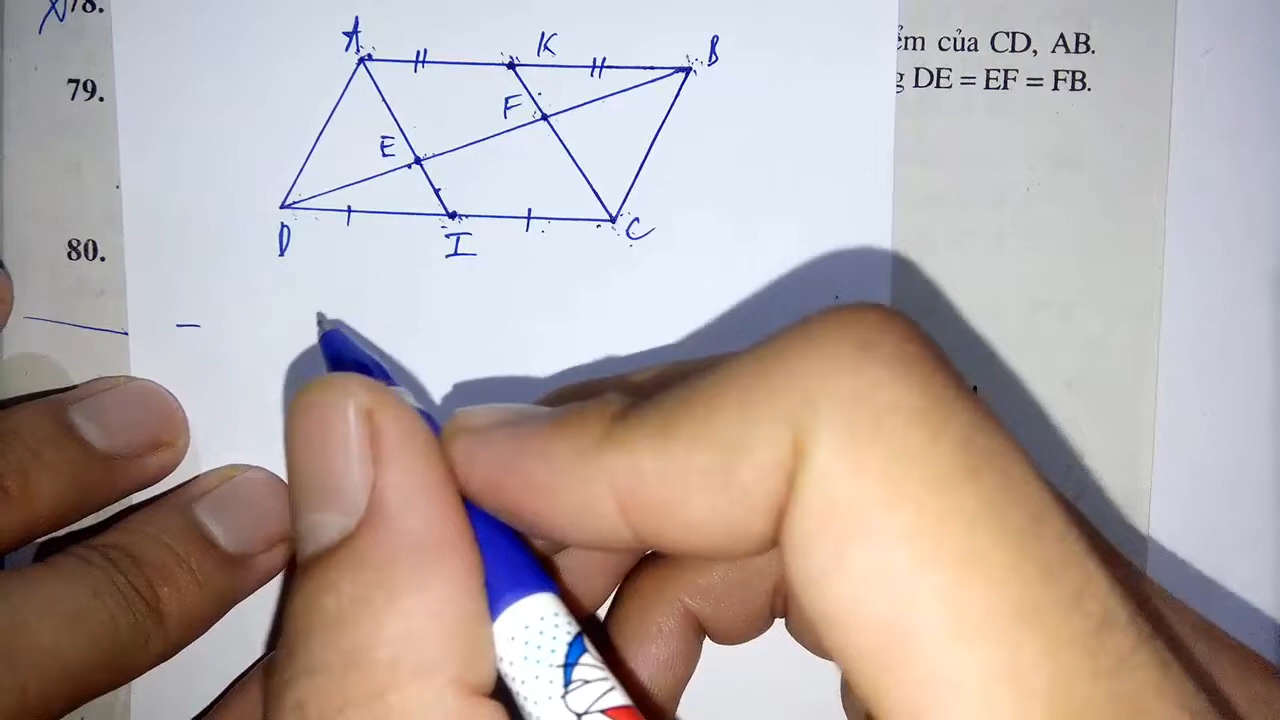 78.
ểm của CD, AB.
79.
DE = EF = FB.
80.
A
K
B
F
E
D
I
C